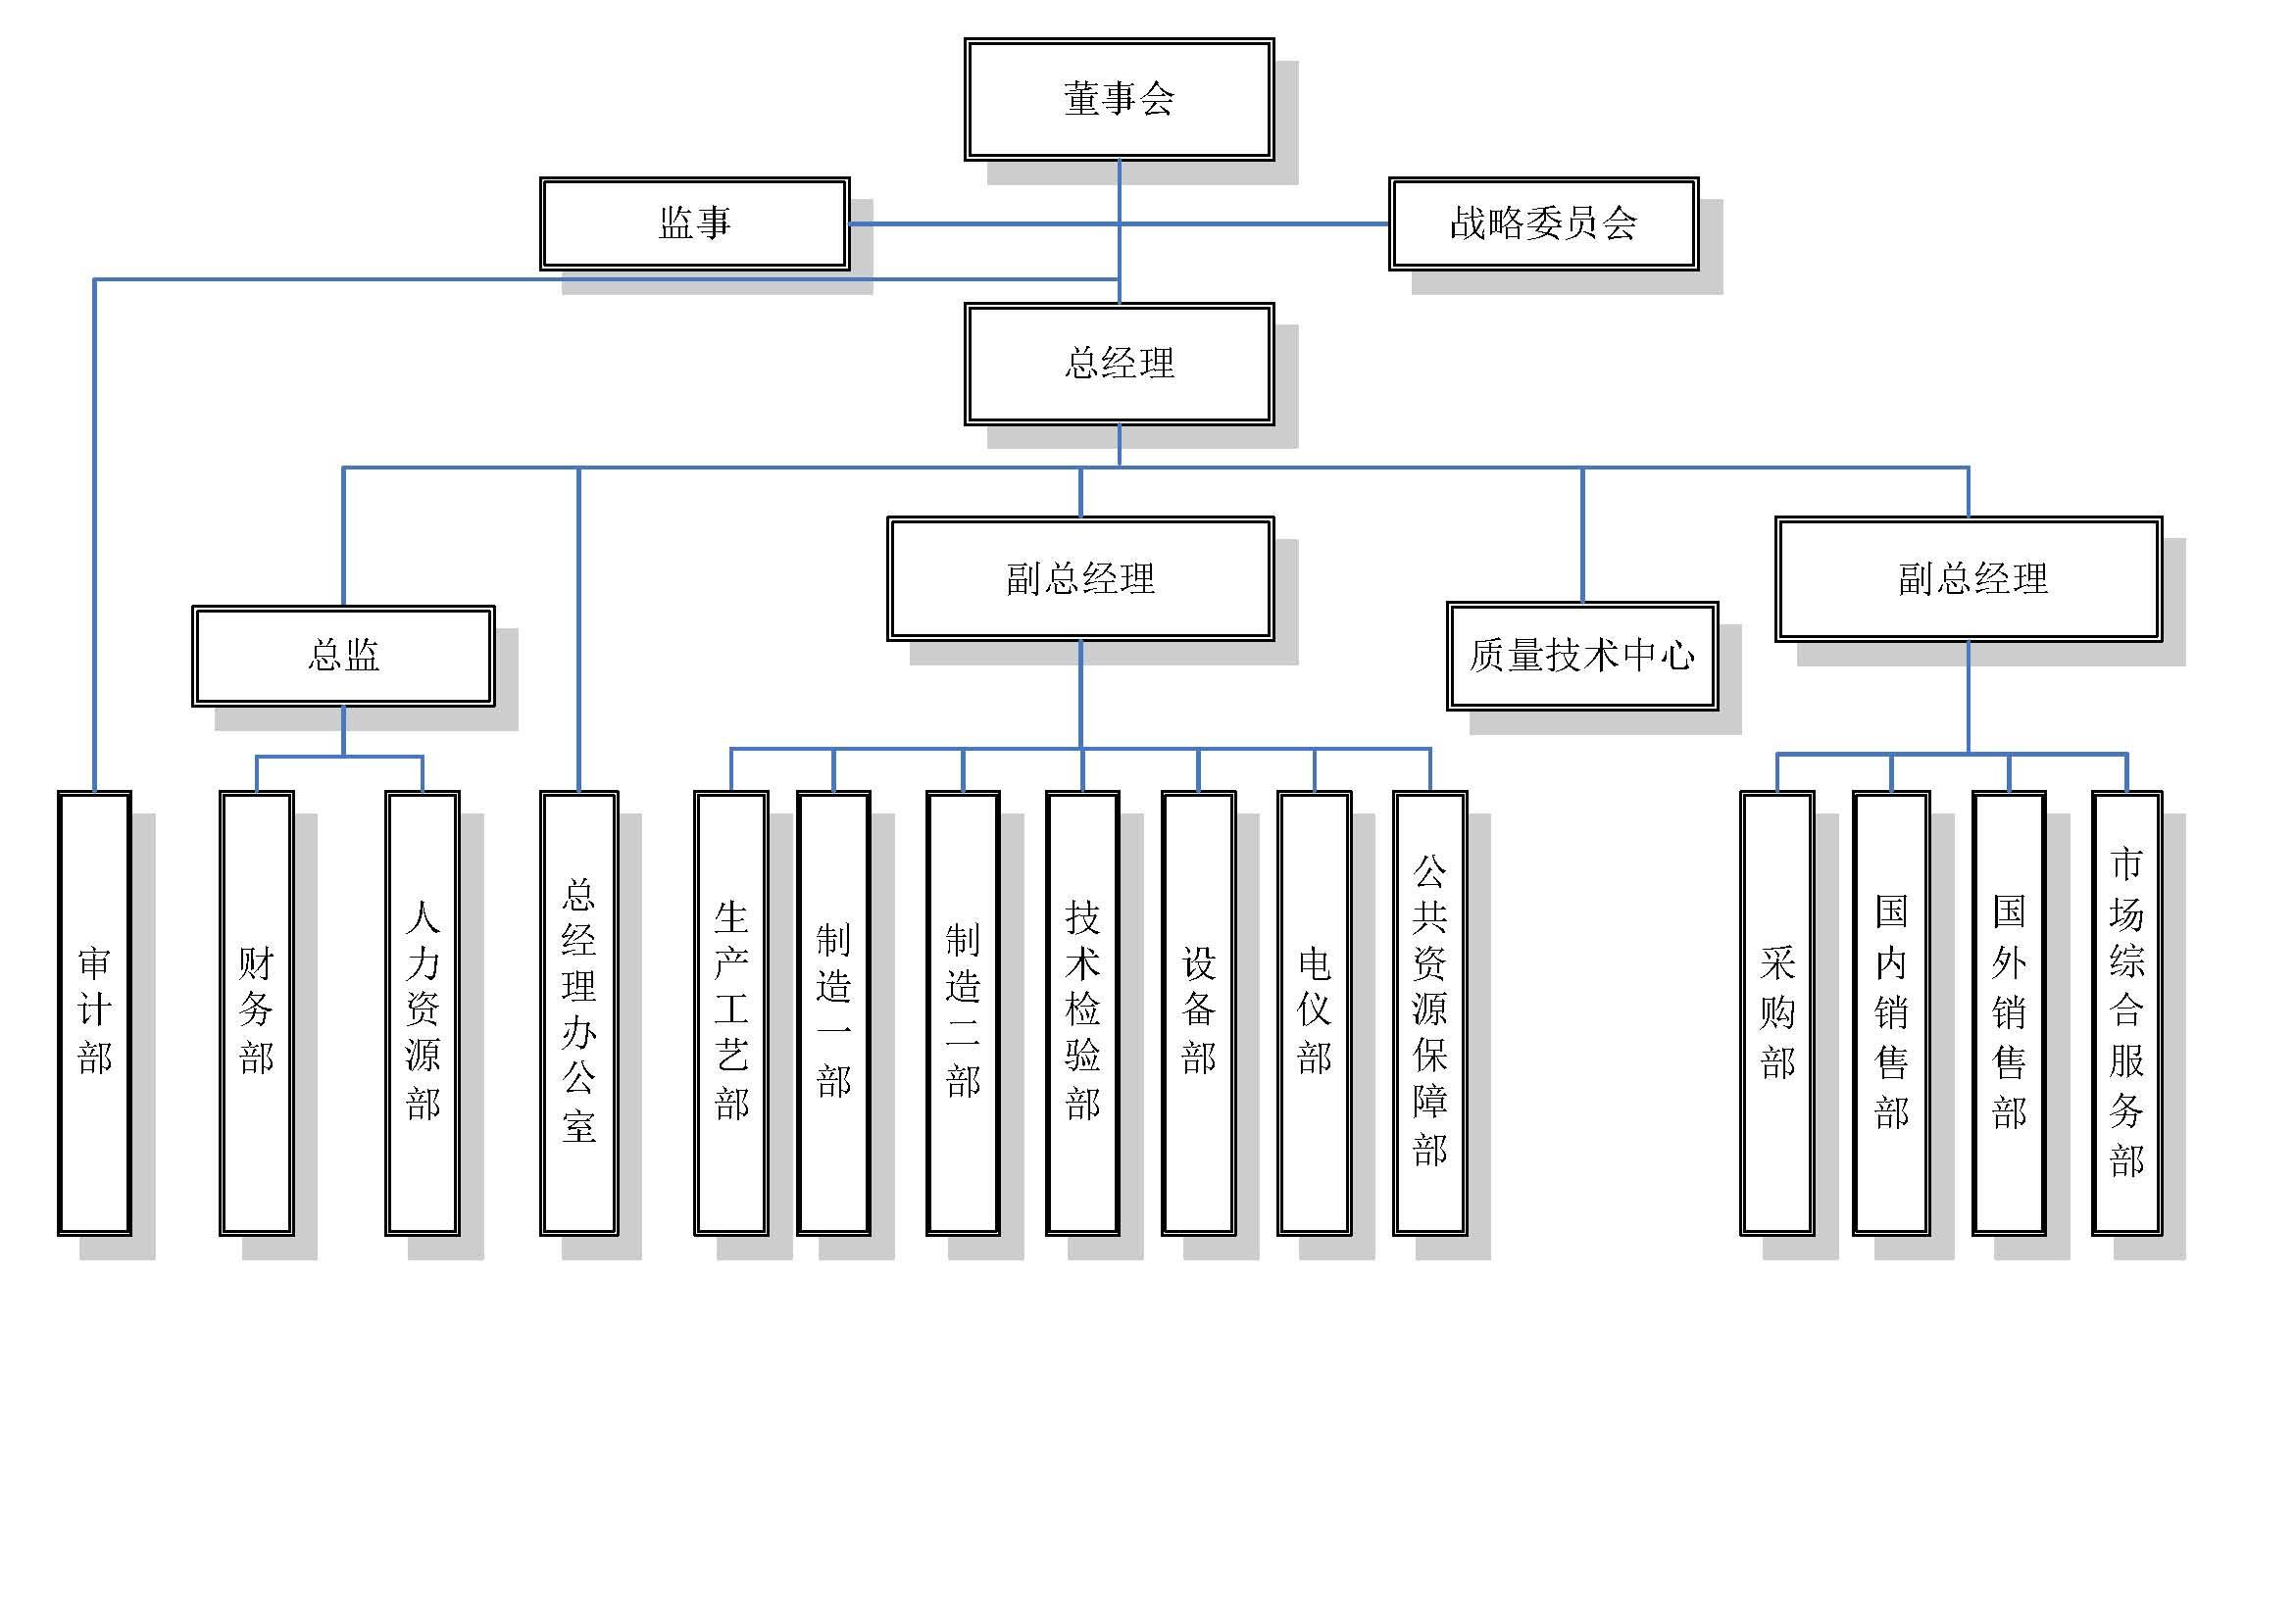 董事会
监事
战略委员会
总经理
副总经理
副总经理
总监
质量技术中心
审计部
财务部
人力资源部
总经理办公室
生产工艺部
制造一部
制造二部
技术检验部
设备部
电仪部
公共资源保障部
采购部
国内销售部
国外销售部
市场综合服务部